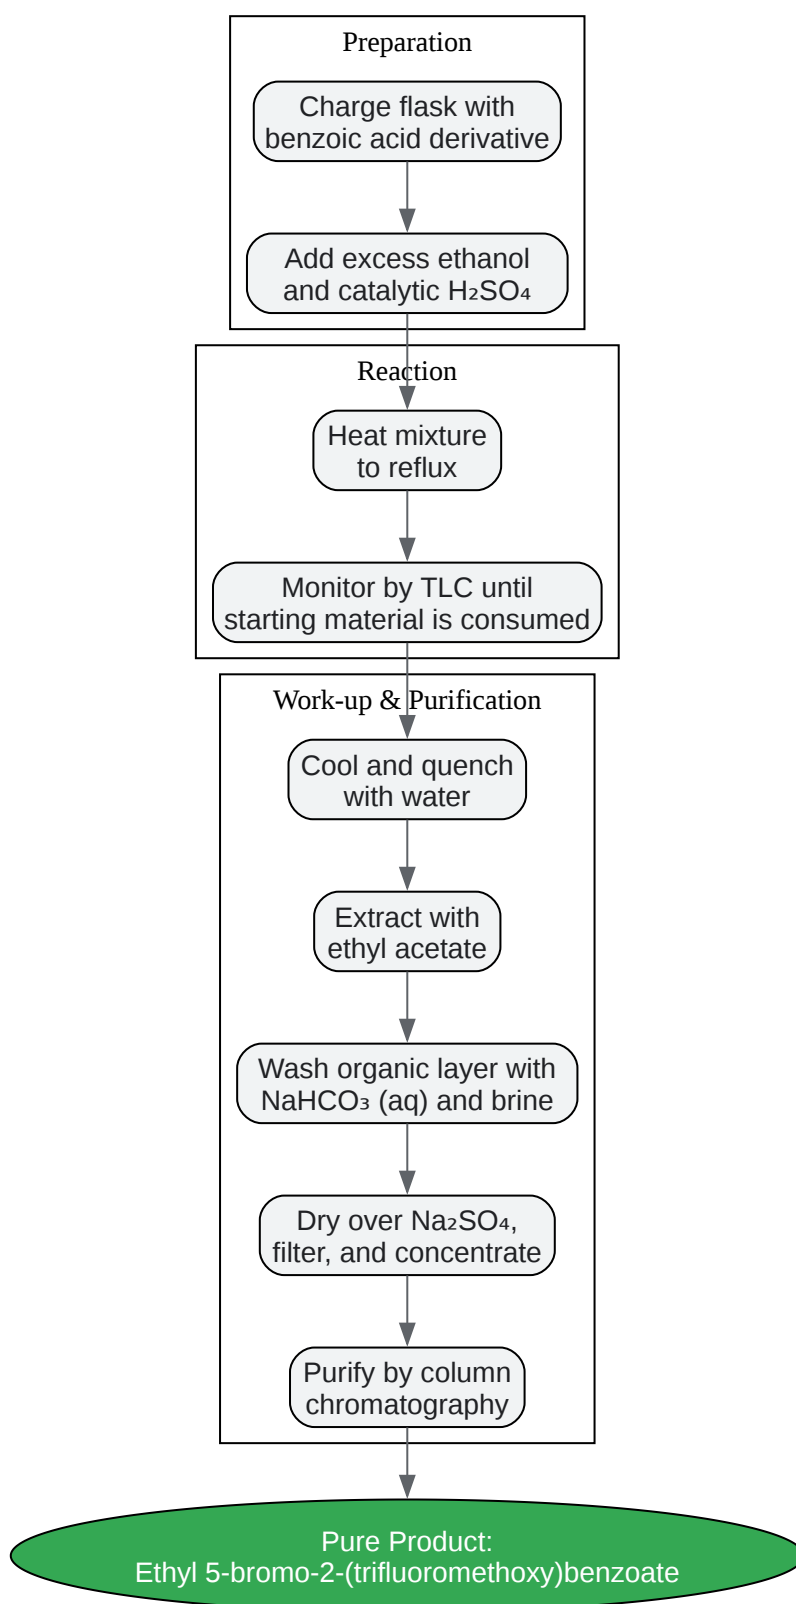 Preparation
Charge flask with
benzoic acid derivative
Add excess ethanol
and catalytic H₂SO₄
Reaction
Heat mixture
to reflux
Monitor by TLC until
starting material is consumed
Work-up & Purification
Cool and quench
with water
Extract with
ethyl acetate
Wash organic layer with
NaHCO₃ (aq) and brine
Dry over Na₂SO₄,
filter, and concentrate
Purify by column
chromatography
Pure Product:
Ethyl 5-bromo-2-(trifluoromethoxy)benzoate